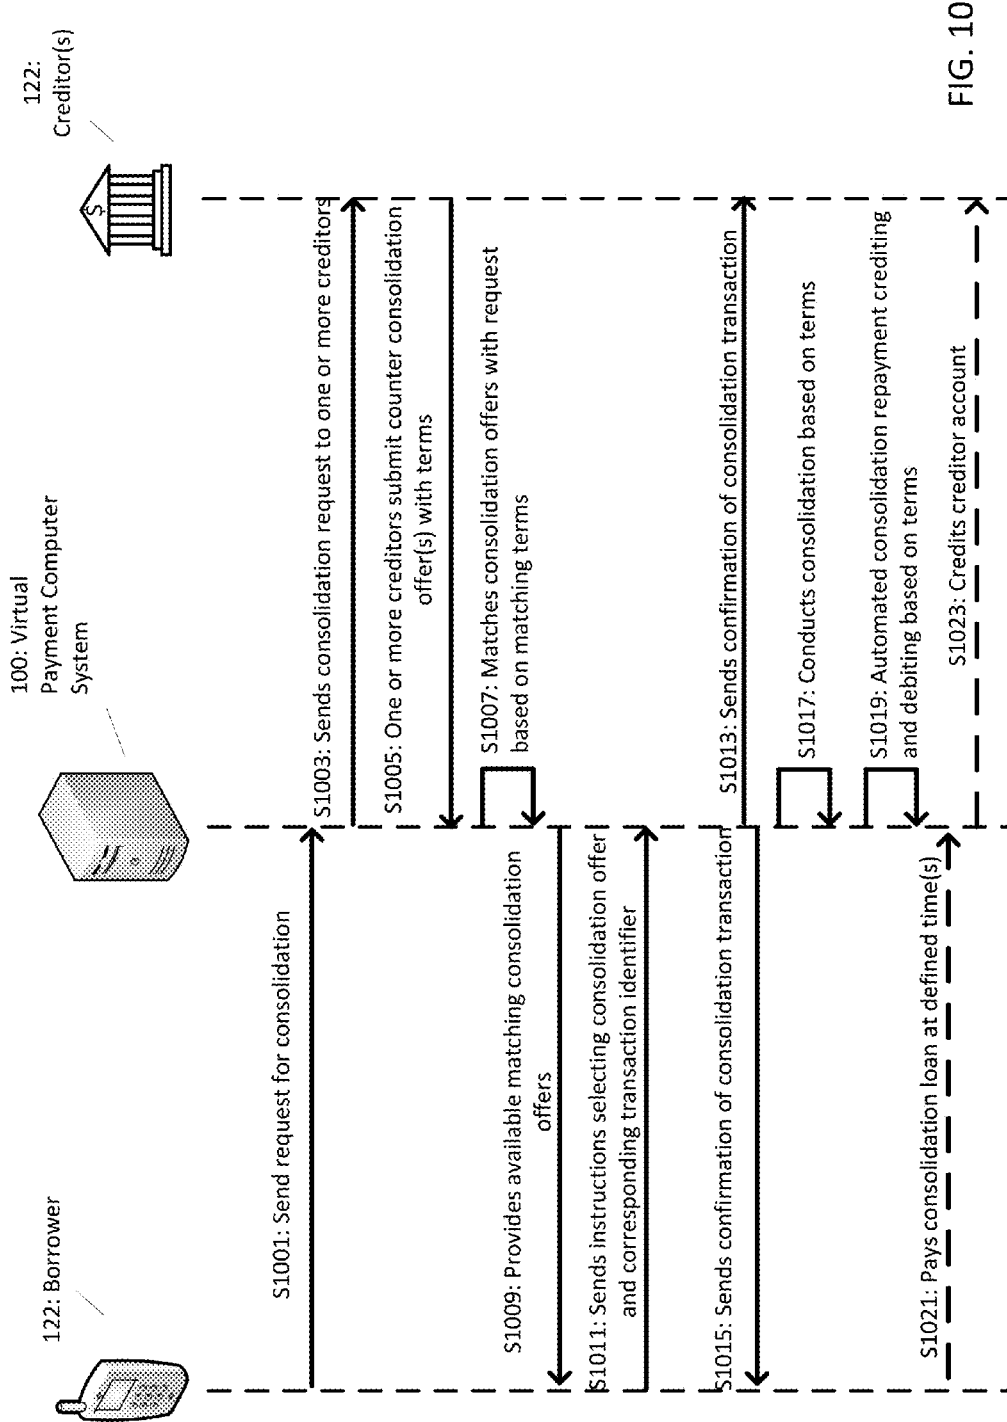 122: Borrower
100: Virtual
Payment Computer
System
122:
Creditor(s)
S1001: Send request for consolidation
S1003: Sends consolidation request to one or more creditors
S1005: One or more creditors submit counter consolidation
offer(s) with terms
S1007: Matches consolidation offers with request
based on matching terms
S1009: Provides available matching consolidation
offers
S1011: Sends instructions selecting consolidation offer
and corresponding transaction identifier
S1013: Sends confirmation of consolidation transaction
S1015: Sends confirmation of consolidation transaction
S1017: Conducts consolidation based on terms
S1019: Automated consolidation repayment crediting
and debiting based on terms
S1021: Pays consolidation loan at defined time(s)
S1023: Credits creditor account
FIG. 10
$